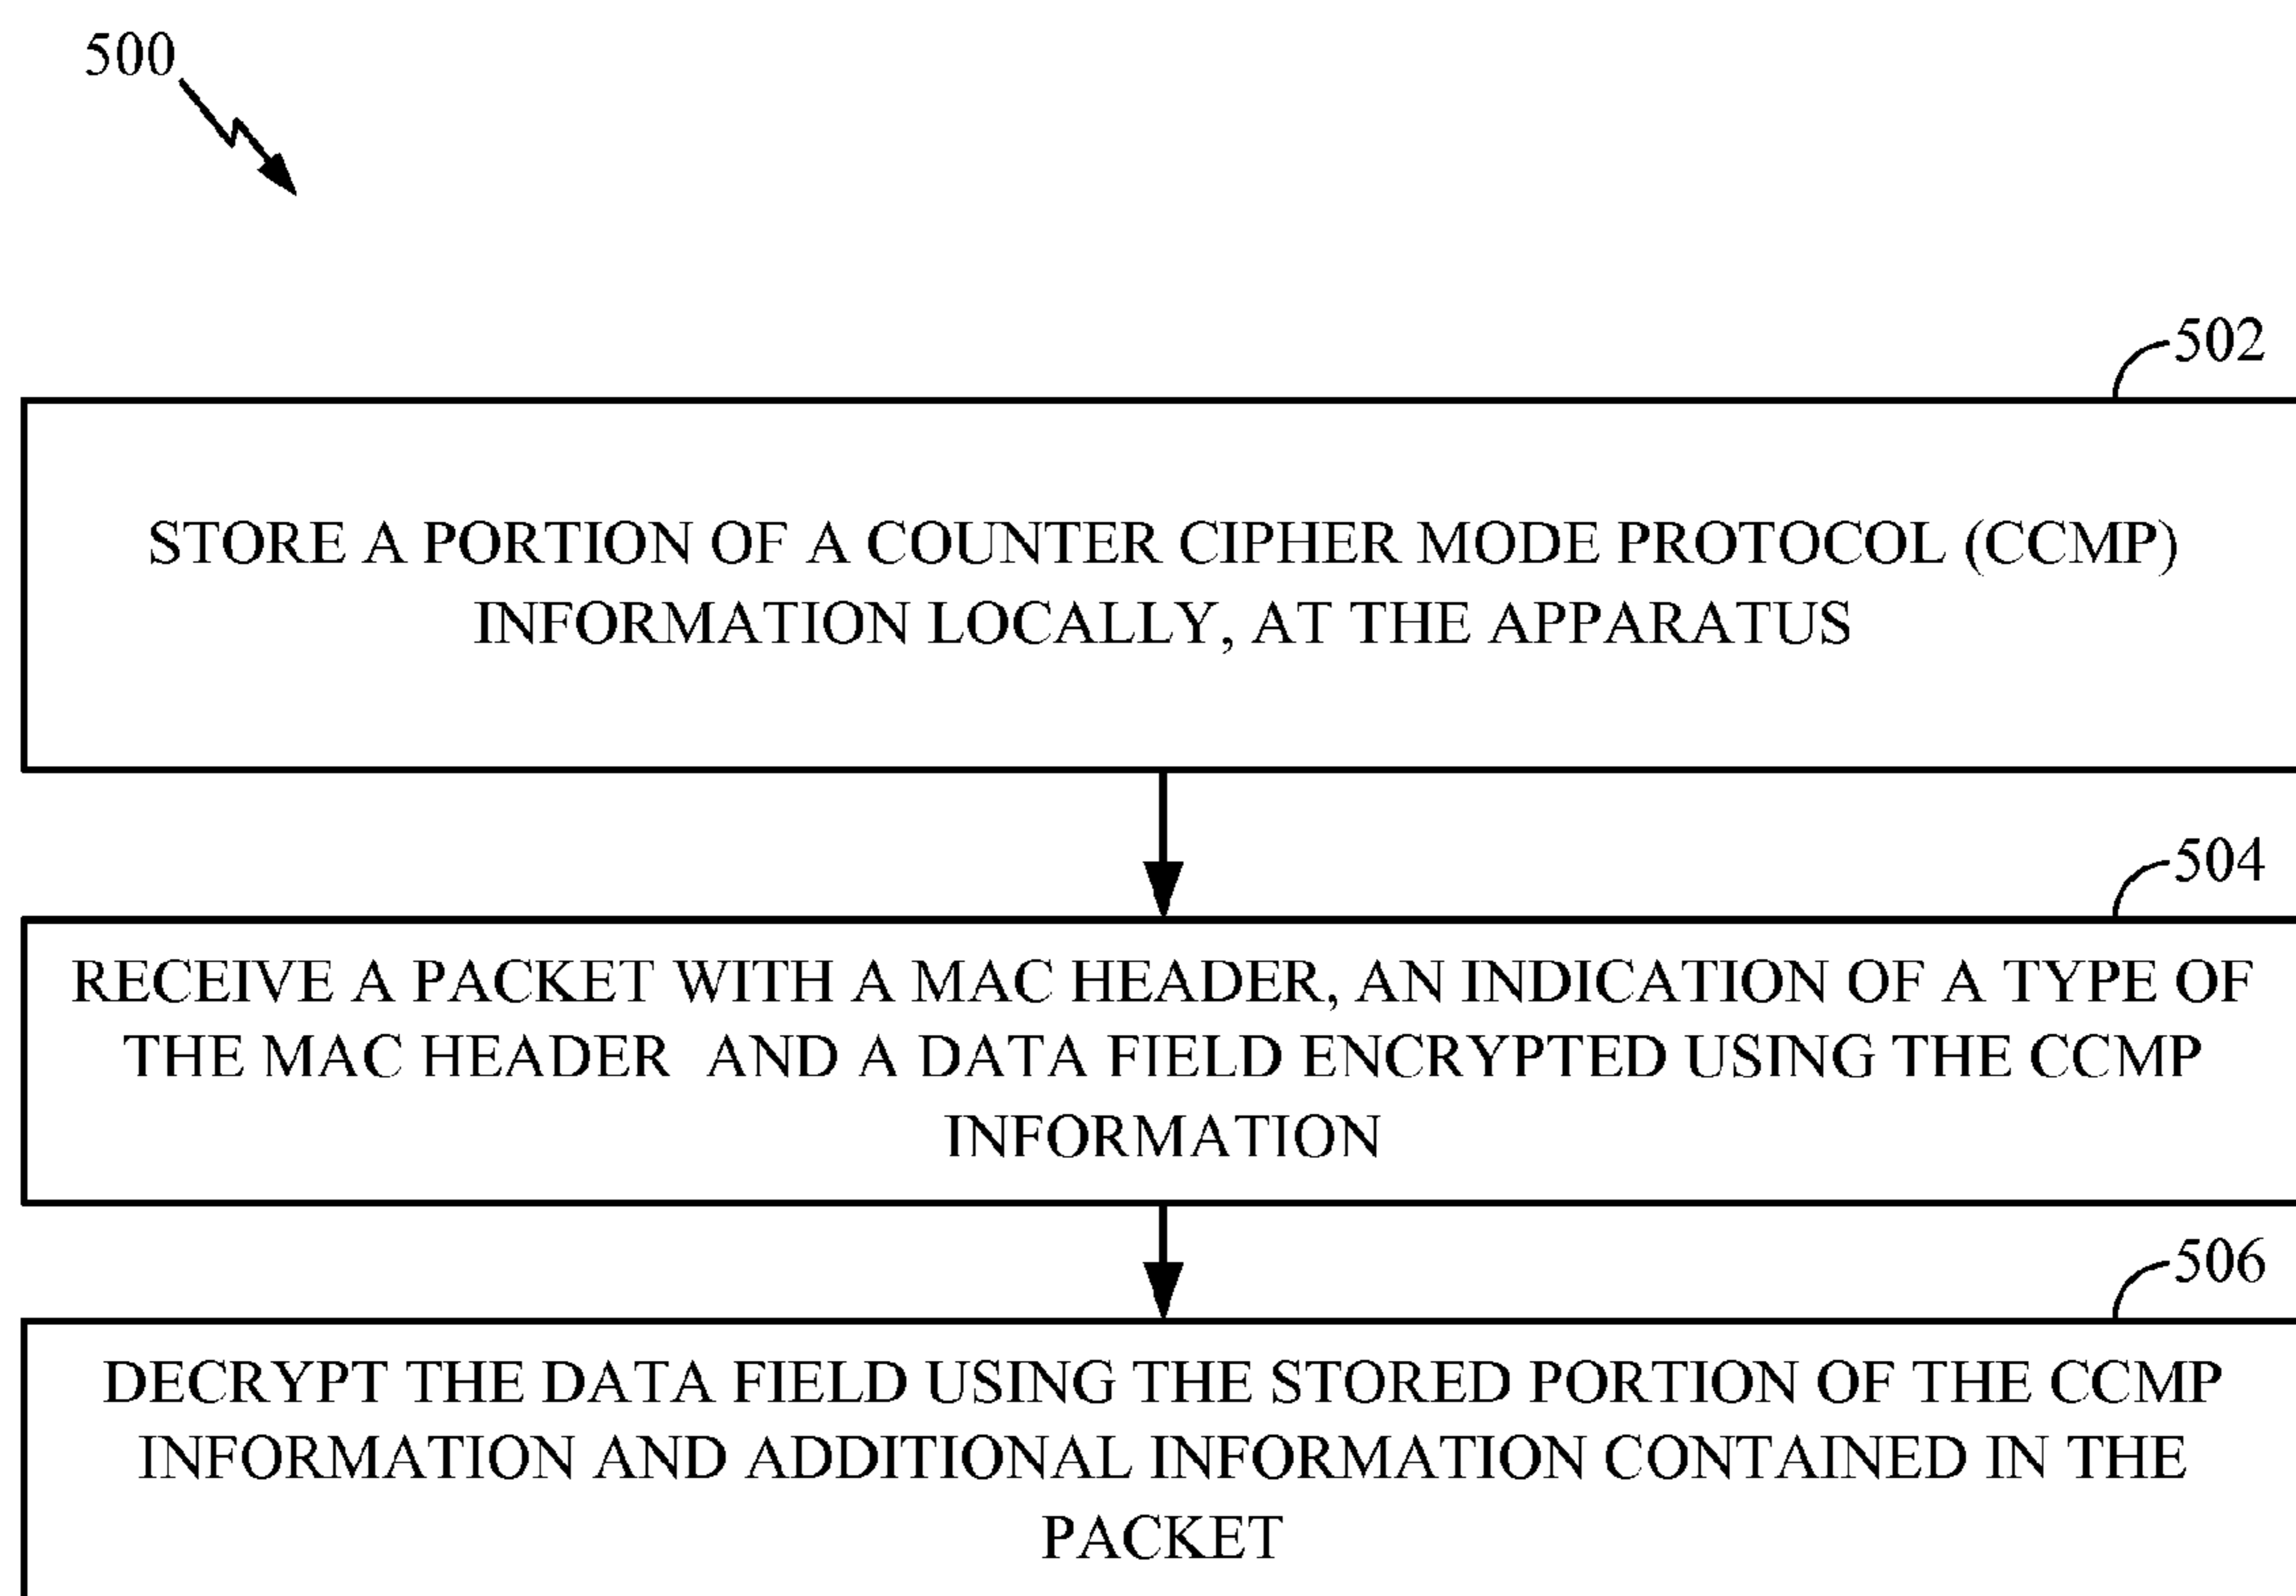 500
502
STORE A PORTION OF A COUNTER CIPHER MODE PROTOCOL (CCMP)
INFORMATION LOCALLY, AT THE APPARATUS
504
RECEIVE A PACKET WITH A MAC HEADER, AN INDICATION OF A TYPE OF
THE MAC HEADER AND A DATA FIELD ENCRYPTED USING THE CCMP
INFORMATION
506
DECRYPT THE DATA FIELD USING THE STORED PORTION OF THE CCMP
INFORMATION AND ADDITIONAL INFORMATION CONTAINED IN THE
PACKET